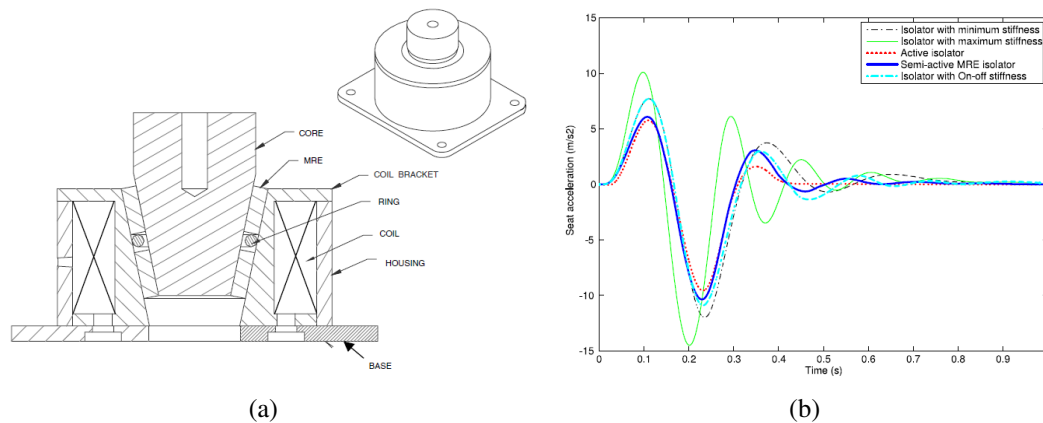 CORE
MRE
COIL BRACKET
RING
COIL
HOUSING
BASE
(a)
15
10
5
0
-5
-10
-15
Seat acceleration (m/s2)
Isolator with minimum stiffness
Isolator with maximum stiffness
Active isolator
Semi-active MRE isolator
Isolator with On-off stiffness
0 0.1 0.2 0.3 0.4 0.5 0.6 0.7 0.8 0.9
Time (s)
(b)